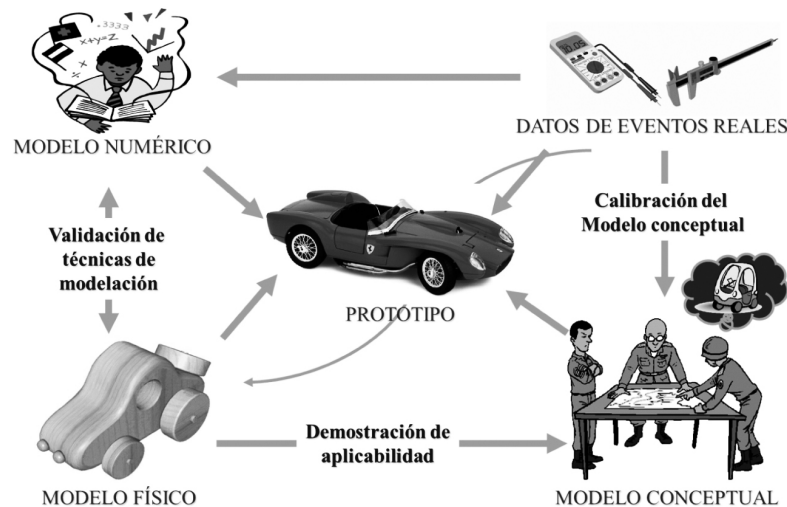 .3333
x+y=Z
MODELO NUMÉRICO
DATOS DE EVENTOS REALES
Calibración del
Modelo conceptual
Validación de
técnicas de
modelación
PROTOTIPO
Demostración de
aplicabilidad
MODELO FÍSICO
MODELO CONCEPTUAL